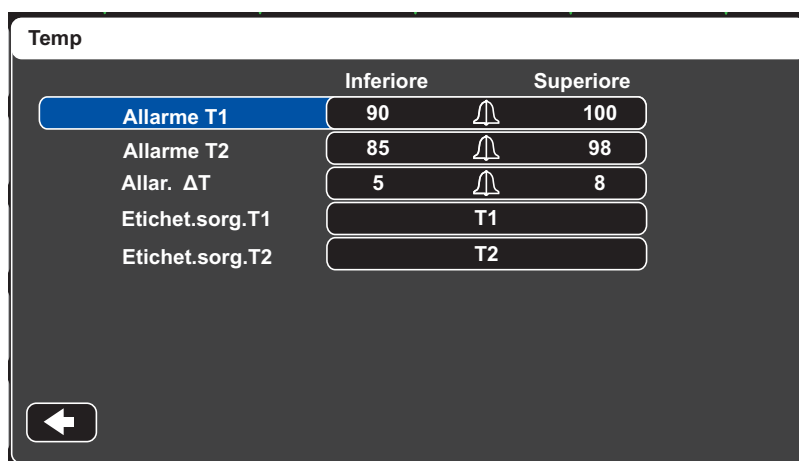 Temp
Inferiore Superiore
Allarme T1 90 100
Allarme T2 85 98
Allar. ΔT 5 8
Etichet.sorg.T1 T1
Etichet.sorg.T2 T2